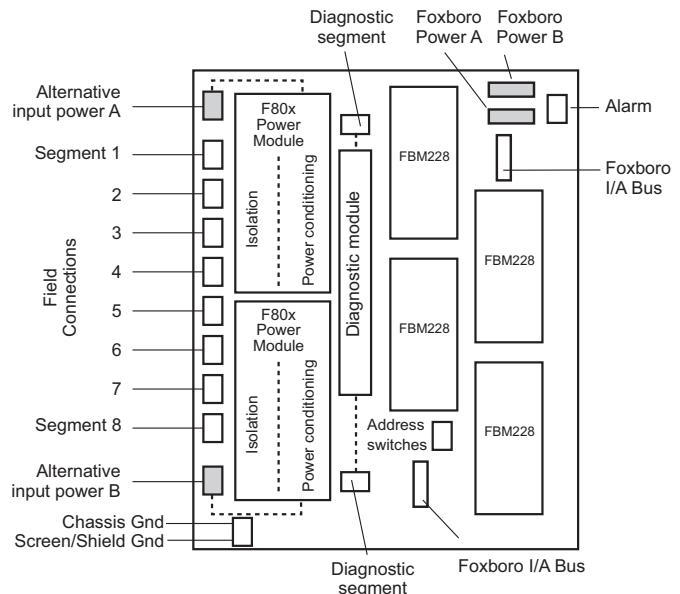 Diagnostic
segment
Foxboro
Power A
Foxboro
Power B
Alternative
input power A
Alarm
Segment 1
Foxboro
I/A Bus
2
3
4
5
6
7
Segment 8
Field
Connections
Alternative
input power B
Chassis Gnd
Screen/Shield Gnd
F80x
Power
Module
Isolation
Power conditioning
F80x
Power
Module
Isolation
Power conditioning
Diagnostic module
FBM228
FBM228
FBM228
FBM228
Address
switches
Diagnostic
segment
Foxboro I/A Bus